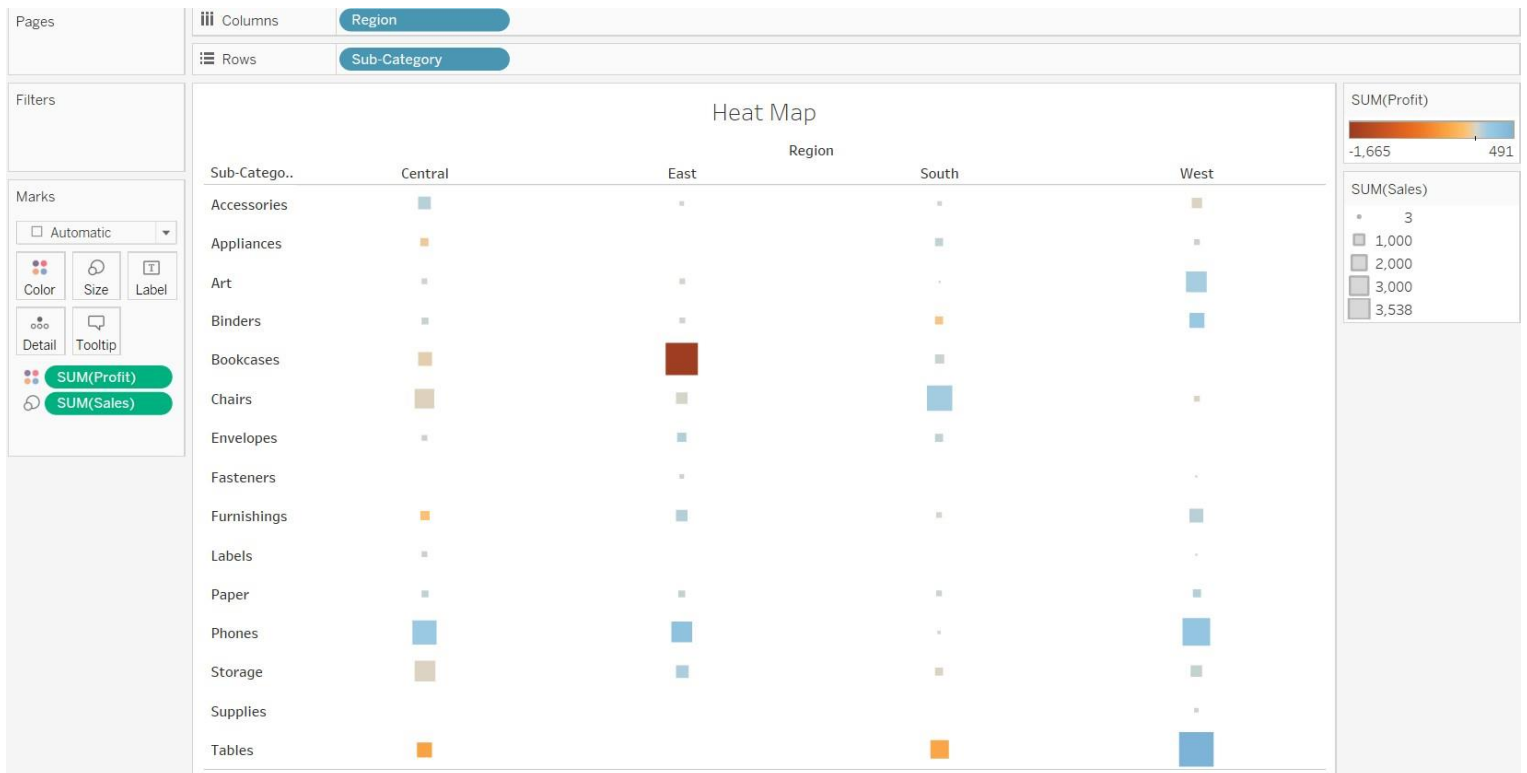 Pages
Columns Region
Rows Sub-Category
Filters
Marks
Automatic
Color Size T Label
Detail Tooltip
SUM(Profit)
SUM(Sales)
Heat Map
Region
Sub-Catego.. Central East South West
Accessories
Appliances
Art
Binders
Bookcases
Chairs
Envelopes
Fasteners
Furnishings
Labels
Paper
Phones
Storage
Supplies
Tables
SUM(Profit)
-1,665 491
SUM(Sales)
3
1,000
2,000
3,000
3,538